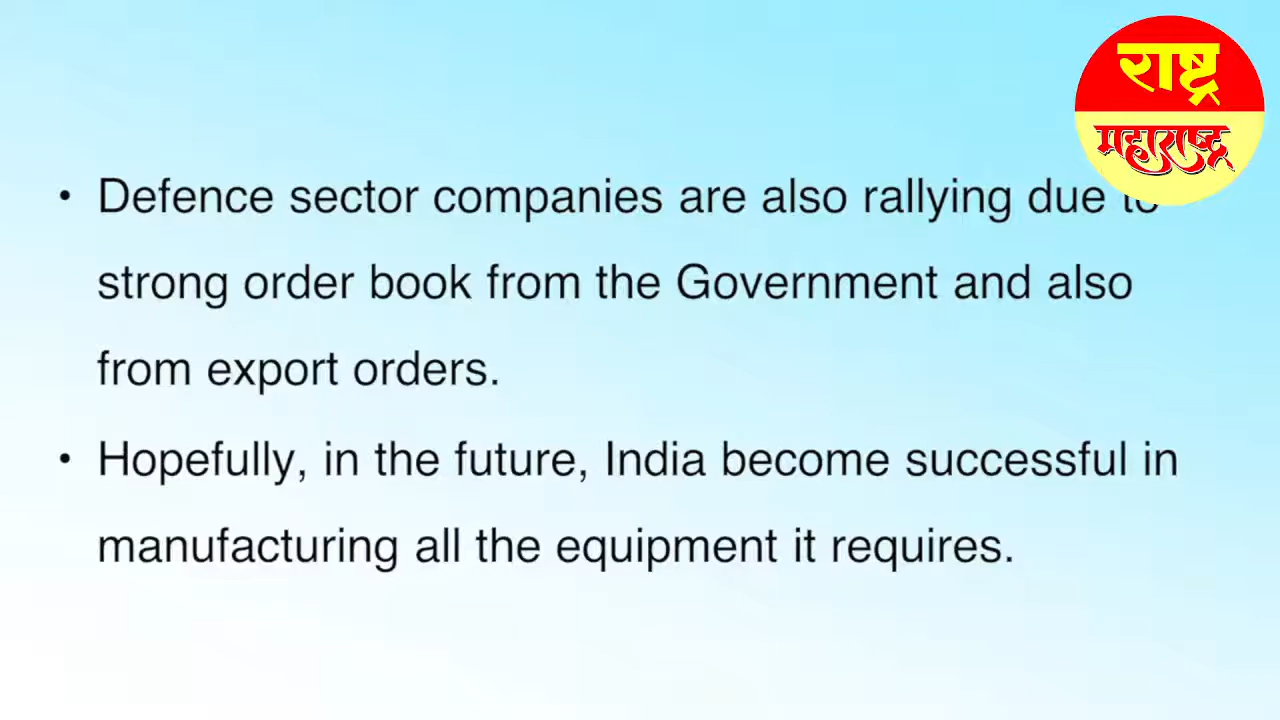 राष्ट्र
महाराष्ट्र
• Defence sector companies are also rallying due to
strong order book from the Government and also
from export orders.
• Hopefully, in the future, India become successful in
manufacturing all the equipment it requires.